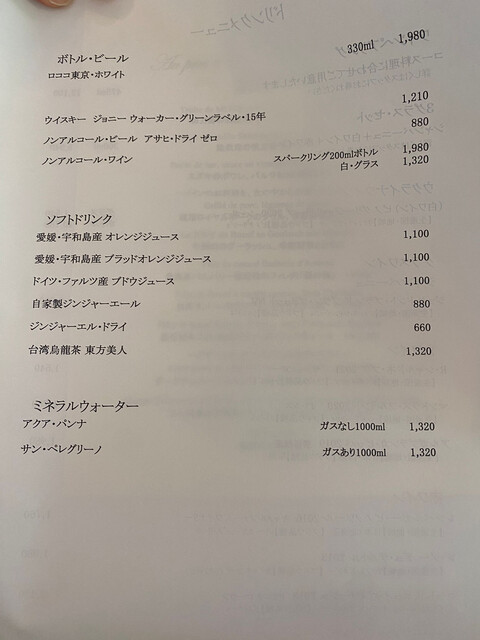 ボトル・ビール
ロココ東京・ホワイト 330ml 1,980
ウイスキー ジョニー ウォーカー・グリーンラベル・15年 1,210
ノンアルコール・ビール アサヒ・ドライ ゼロ 880
ノンアルコール・ワイン スパークリング200mlボトル 1,980
白・グラス 1,320
ソフトドリンク
愛媛・宇和島産 オレンジジュース 1,100
愛媛・宇和島産 ブラッドオレンジジュース 1,100
ドイツ・ファルツ産 ブドウジュース 1,100
自家製ジンジャーエール 880
ジンジャーエル・ドライ 660
台湾烏龍茶 東方美人 1,320
ミネラルウォーター
アクア・パンナ ガスなし1000ml 1,320
サン・ペレグリーノ ガスあり1000ml 1,320